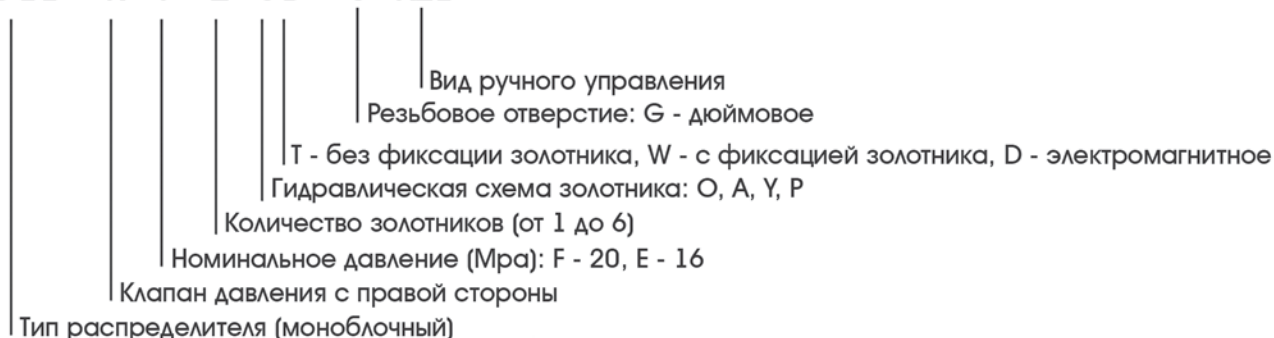 Вид ручного управления
Резьбовое отверстие: G - дюймовое
Т - без фиксации золотника, W - с фиксацией золотника, D - электромагнитное
Гидравлическая схема золотника: O, A, Y, P
Количество золотников (от 1 до 6)
Номинальное давление (Мра): F - 20, E - 16
Клапан давления с правой стороны
Тип распределителя (моноблочный)